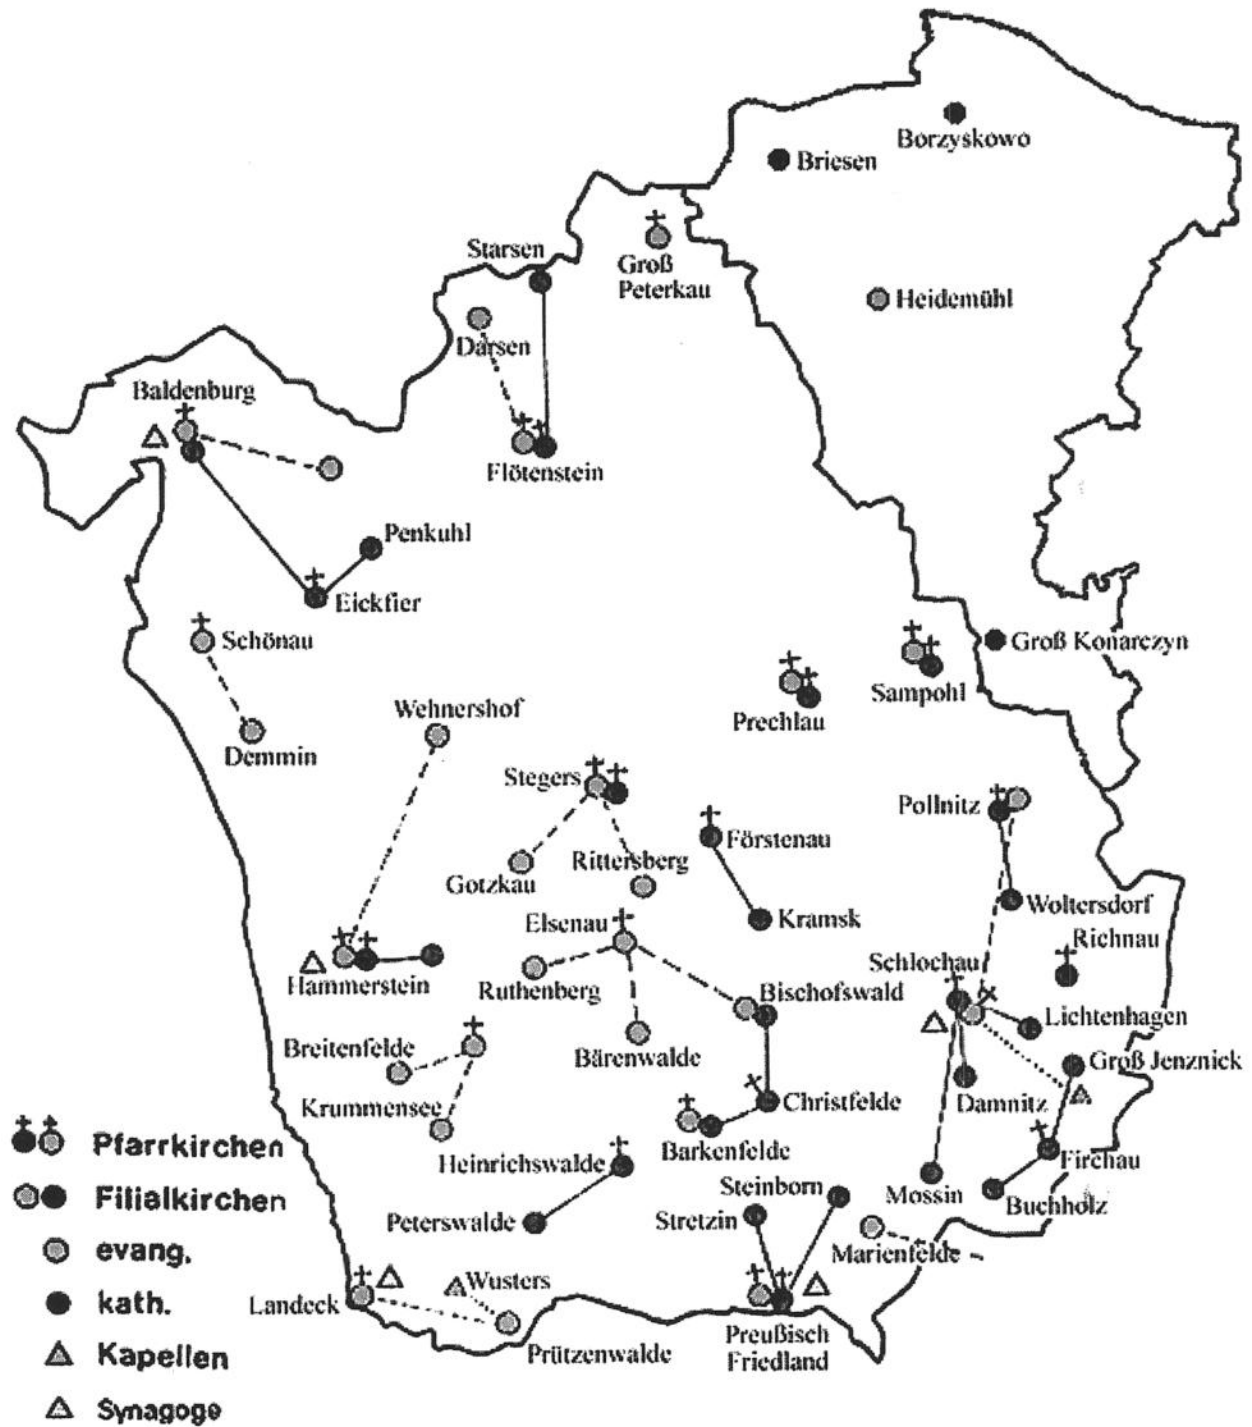 Borzyskowo
Briesen
Starsen
Groß
Peterkau
Heidemühl
Darsen
Baldenburg
Flötenstein
Penkuhl
Eickfier
Schönau
Groß Konarczyn
Sampohl
Prechlau
Wehnershof
Demmin
Stegers
Pollnitz
Förstenau
Rittersberg
Gotzkau
Kramsk
Woltersdorf
Elsenau
Richnau
Schlochau
Hammerstein
Ruthenberg
Bischofswald
Lichtenhagen
Breitenfelde
Bärenwalde
Groß Jenznick
Krummensee
Christfelde
Damnitz
Barkenfelde
Firchau
Heinrichswalde
Steinborn
Mossin
Buchholz
Peterswalde
Stretzin
Marienfelde
Landeck
Wusters
Prützenwalde
Preußisch
Friedland
Pfarrkirchen
Filialkirchen
evang.
kath.
Kapellen
Synagoge